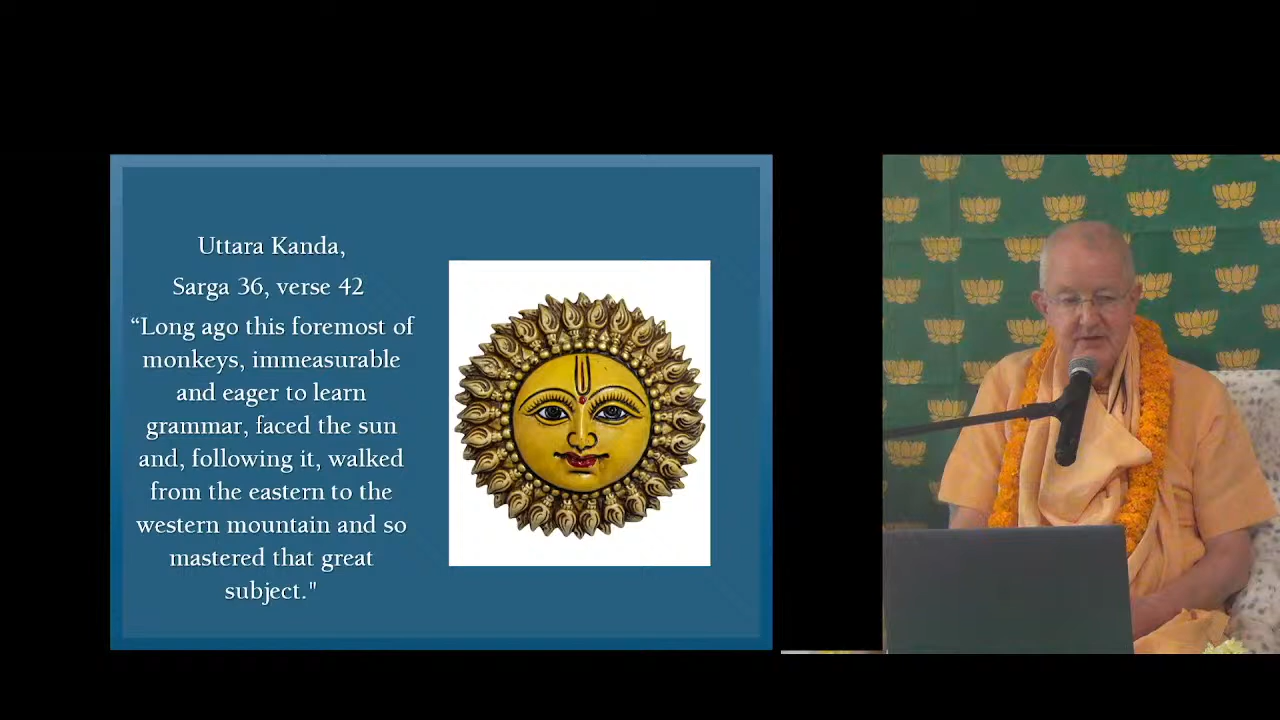 Uttara Kanda,
Sarga 36, verse 42
“Long ago this foremost of
monkeys, immeasurable
and eager to learn
grammar, faced the sun
and, following it, walked
from the eastern to the
western mountain and so
mastered that great
subject."